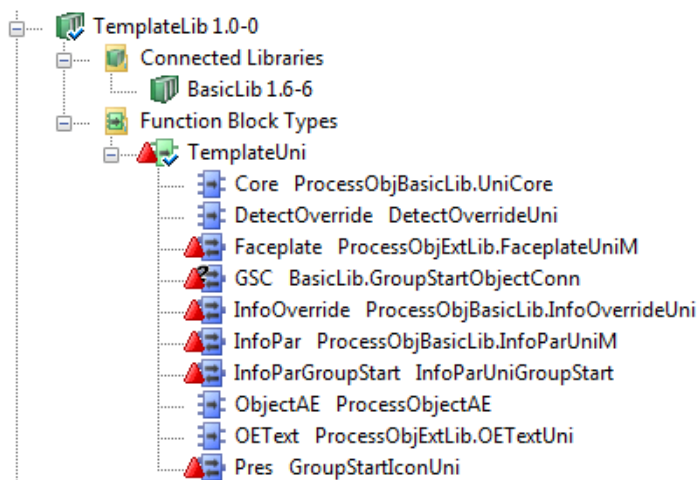 TemplateLib 1.0-0
Connected Libraries
BasicLib 1.6-6
Function Block Types
TemplateUni
Core ProcessObjBasicLib.UniCore
DetectOverride DetectOverrideUni
Faceplate ProcessObjExtLib.FaceplateUniM
GSC BasicLib.GroupStartObjectConn
InfoOverride ProcessObjBasicLib.InfoOverrideUni
InfoPar ProcessObjBasicLib.InfoParUniM
InfoParGroupStart InfoParUniGroupStart
ObjectAE ProcessObjectAE
OEText ProcessObjExtLib.OETextUni
Pres GroupStartIconUni